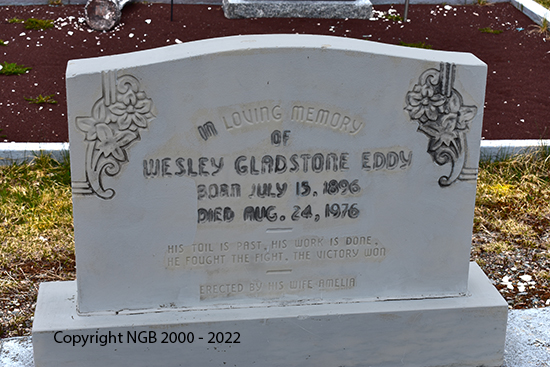 IN LOVING MEMORY
OF
WESLEY GLADSTONE EDDY
BORN JULY 15, 1896
DIED AUG. 24, 1976
HIS TOIL IS PAST, HIS WORK IS DONE,
HE FOUGHT THE FIGHT, THE VICTORY WON
ERECTED BY HIS WIFE AMELIA
Copyright NGB 2000 - 2022